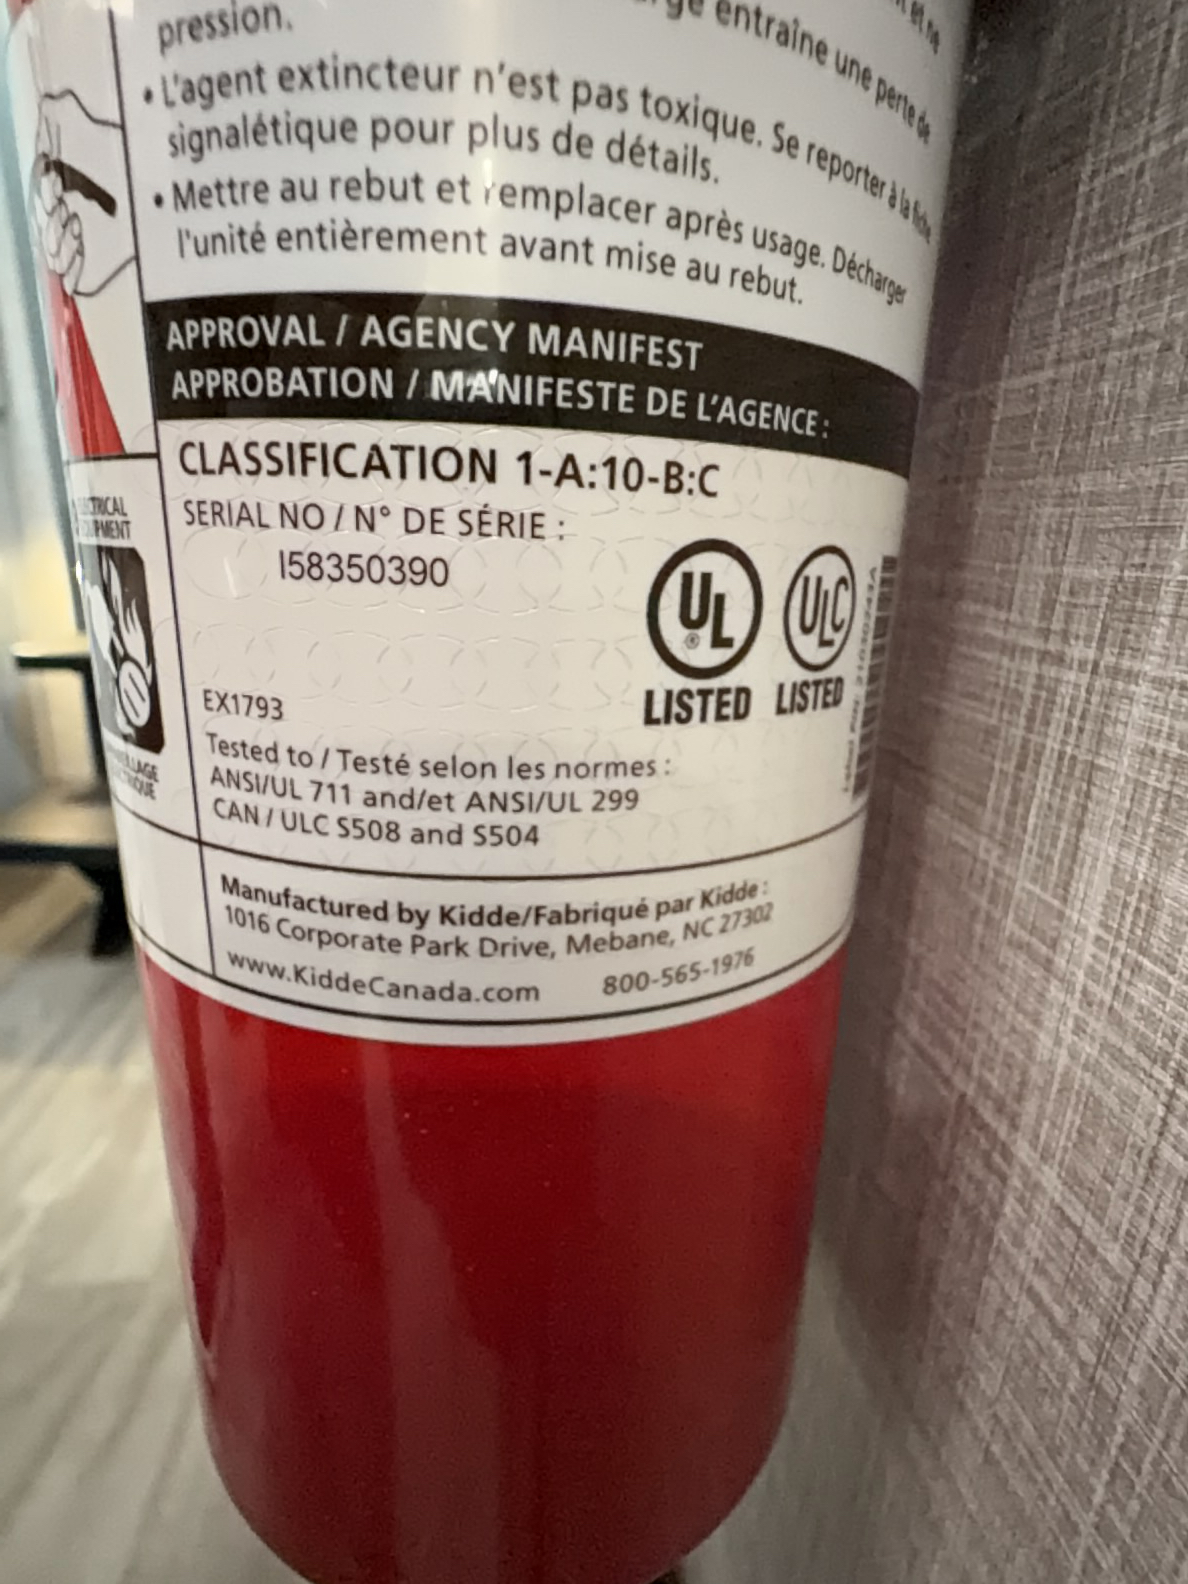 pression.
ge entraîne une perte de
et ne
• L'agent extincteur n'est pas toxique. Se reporter à la fiche
signalétique pour plus de détails.
• Mettre au rebut et remplacer après usage. Décharger
l'unité entièrement avant mise au rebut.
APPROVAL / AGENCY MANIFEST
APPROBATION / MANIFESTE DE L'AGENCE :
CLASSIFICATION 1-A:10-B:C
SERIAL NO / N° DE SÉRIE :
I58350390
UL ®
LISTED
ULC
LISTED
EX1793
Tested to / Testé selon les normes :
ANSI/UL 711 and/et ANSI/UL 299
CAN / ULC S508 and S504
Manufactured by Kidde/Fabriqué par Kidde :
1016 Corporate Park Drive, Mebane, NC 27302
www.KiddeCanada.com 800-565-1976